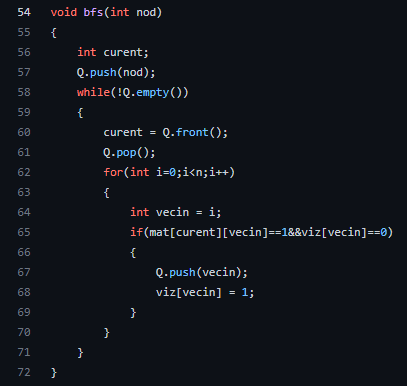 54 void bfs(int nod)
55 {
56     int curent;
57     Q.push(nod);
58     while(!Q.empty())
59     {
60         curent = Q.front();
61         Q.pop();
62         for(int i=0;i<n;i++)
63         {
64             int vecin = i;
65             if(mat[curent][vecin]==1&&viz[vecin]==0)
66             {
67                 Q.push(vecin);
68                 viz[vecin] = 1;
69             }
70         }
71     }
72 }